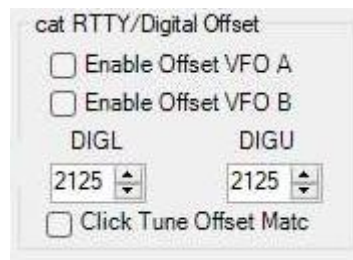 cat RTTY/Digital Offset
Enable Offset VFO A
Enable Offset VFO B
DIGL DIGU
2125 2125
Click Tune Offset Matc